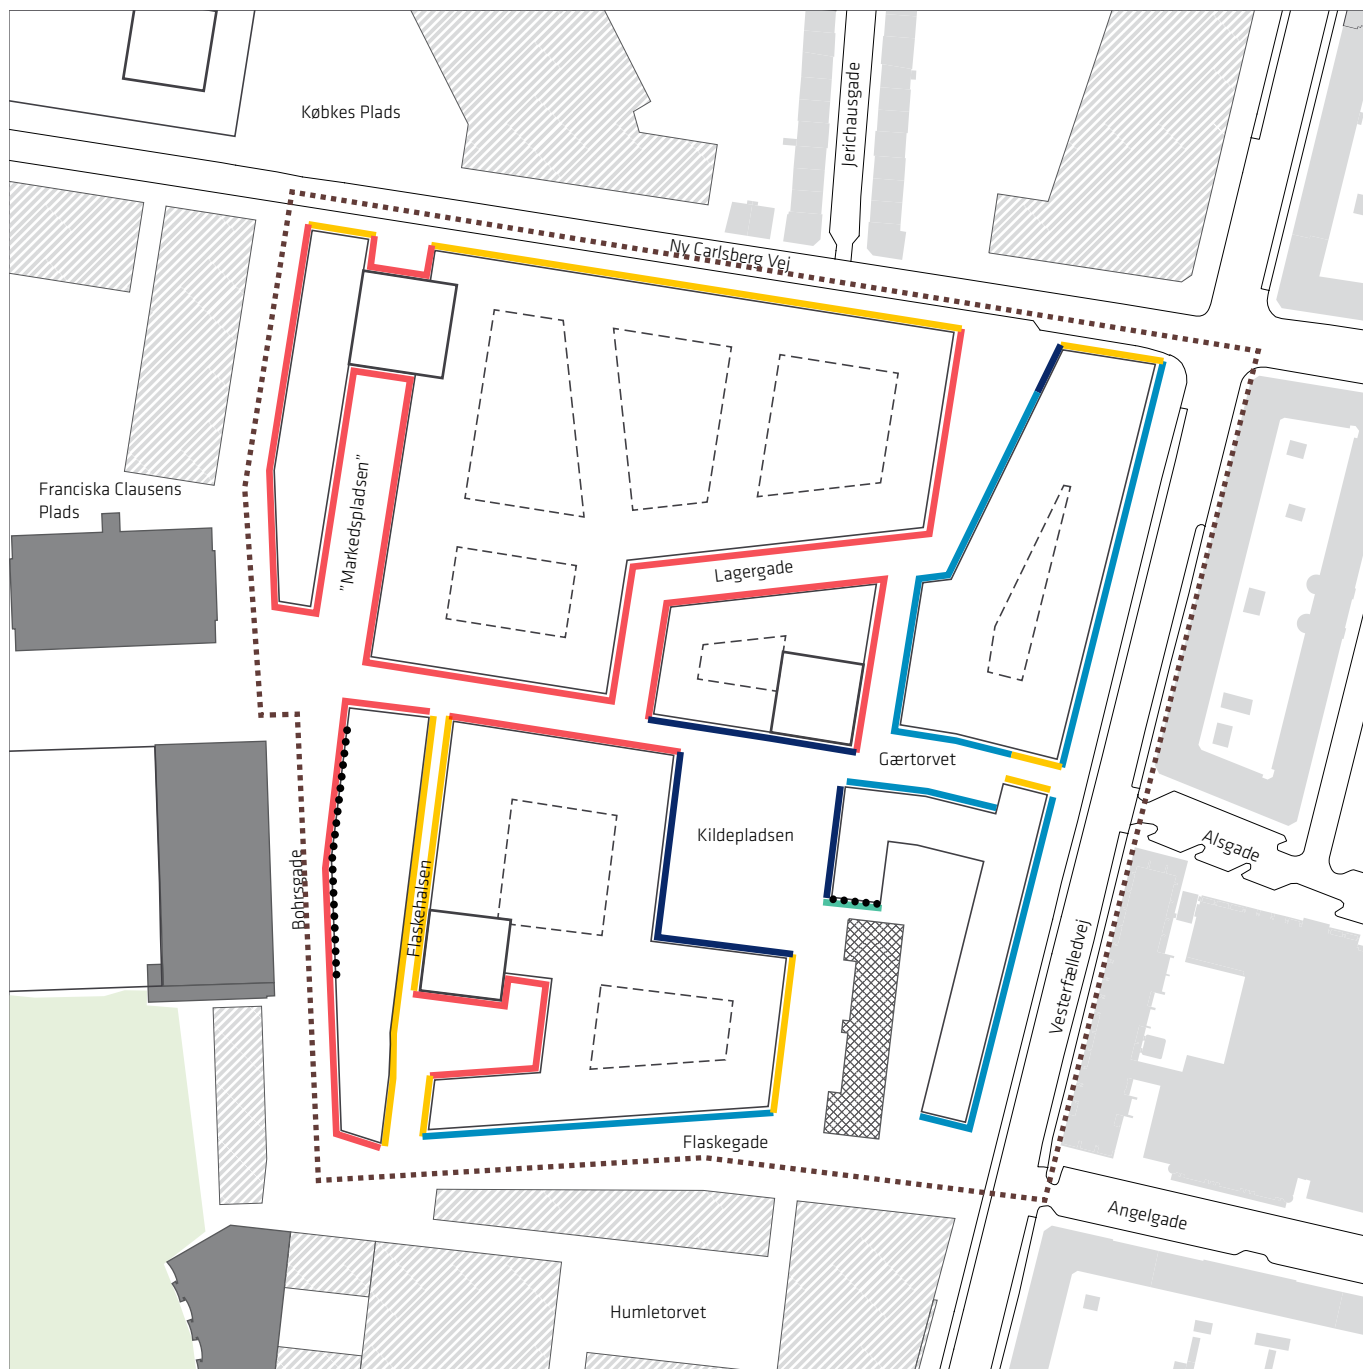 Købkes Plads
Jerichausgade
Ny Carlsberg Vej
Franciska Clausens
Plads
"Markedspladsen"
Lagergade
Gærtorvet
Kildepladsen
Alsgade
Bohrsgade
Flaskehalsen
Vesterfælledvej
Flaskegade
Angelgade
Humletorvet